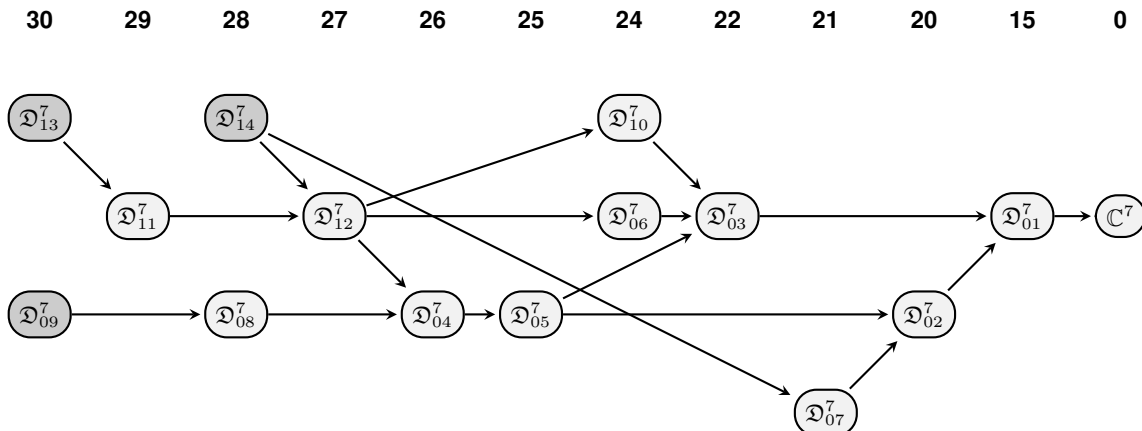 30 29 28 27 26 25 24 22 21 20 15 0
𝔇⁷₁₃ 𝔇⁷₁₄ 𝔇⁷₁₀
𝔇⁷₁₁ 𝔇⁷₁₂ 𝔇⁷₀₆ 𝔇⁷₀₃ 𝔇⁷₀₁ ℂ⁷
𝔇⁷₀₉ 𝔇⁷₀₈ 𝔇⁷₀₄ 𝔇⁷₀₅ 𝔇⁷₀₂
𝔇⁷₀₇